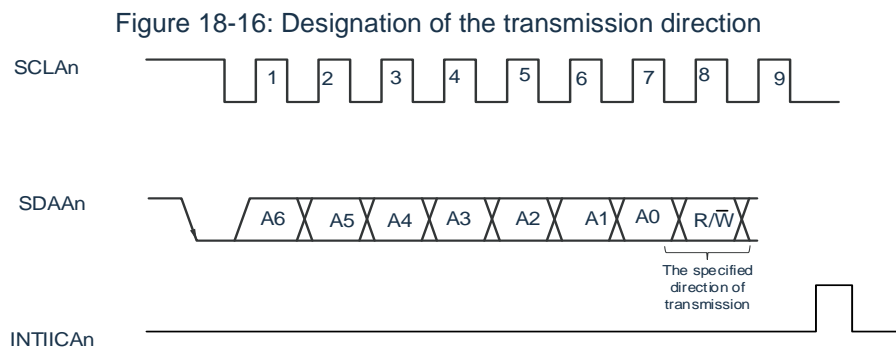 Figure 18-16: Designation of the transmission direction
SCLAn
1 2 3 4 5 6 7 8 9
SDAAn
A6 A5 A4 A3 A2 A1 A0 R/W̅
The specified
direction of
transmission
INTIICAn